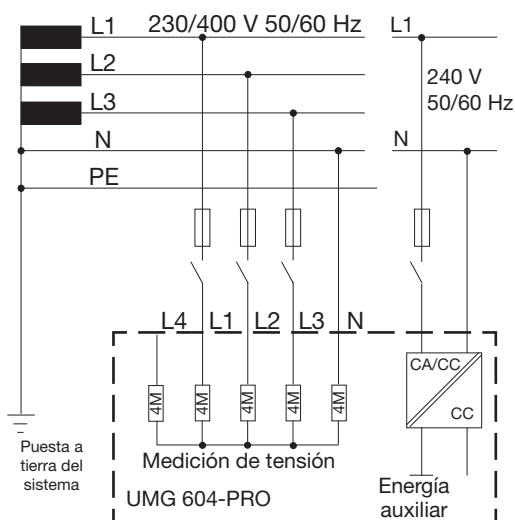 L1 230/400 V 50/60 Hz
L1
L2
240 V
50/60 Hz
L3
N
N
PE
L4 L1 L2 L3 N
4M 4M 4M 4M 4M
CA/CC
CC
Puesta a
tierra del
sistema
Medición de tensión
UMG 604-PRO
Energía
auxiliar